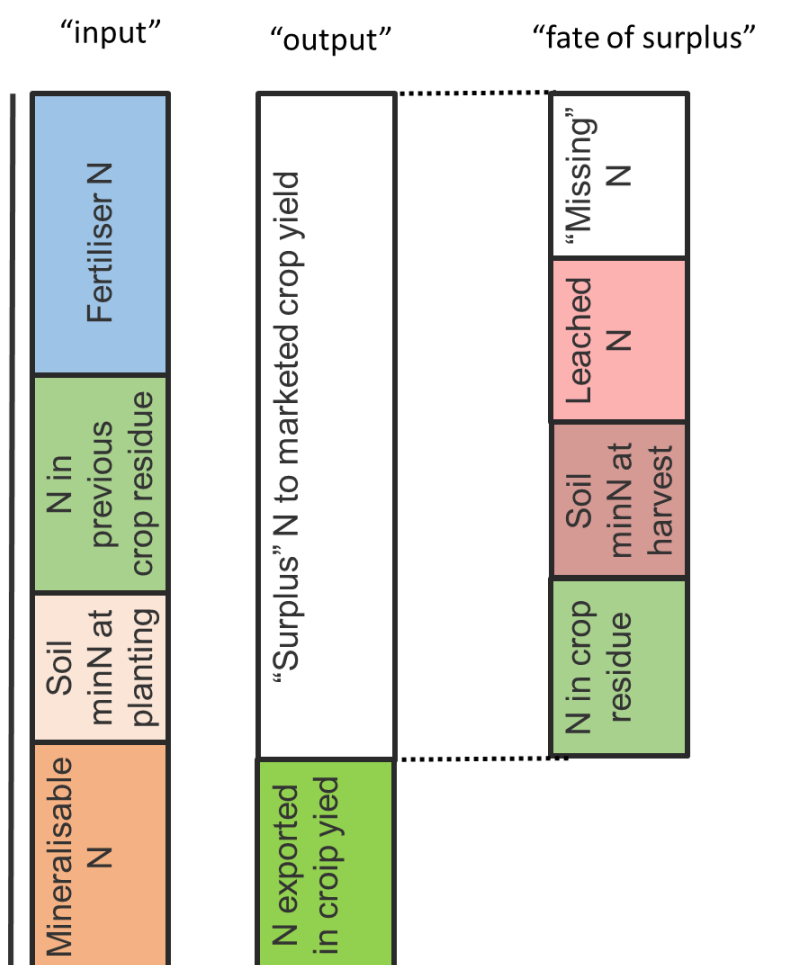 “input”
“output”
“fate of surplus”
Fertiliser N
N in
previous
crop residue
Soil
minN at
planting
Mineralisable
N
“Surplus” N to marketed crop yield
N exported
in croip yied
“Missing”
N
Leached
N
Soil
minN at
harvest
N in crop
residue